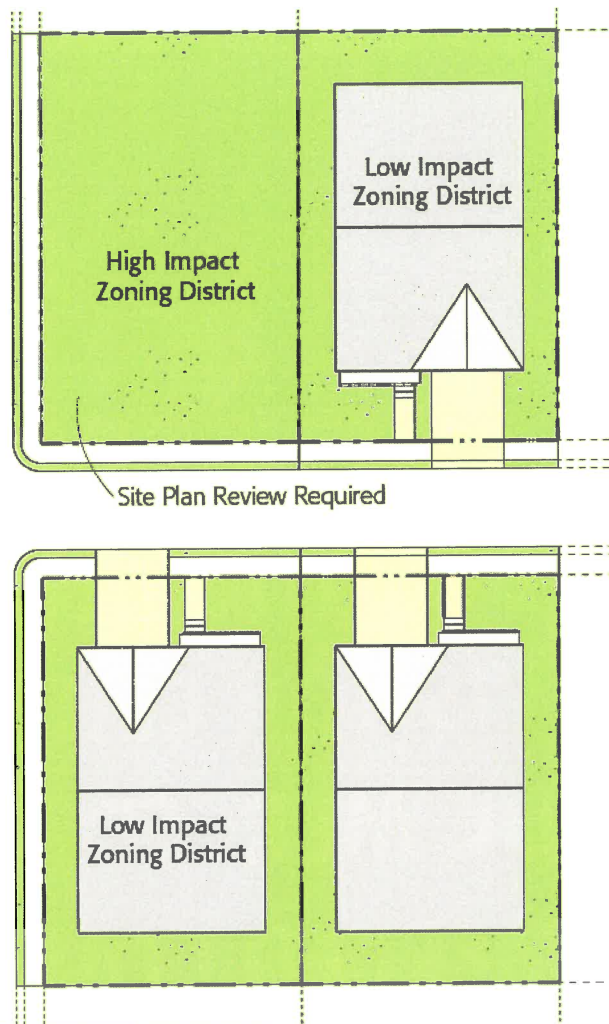 Low Impact
Zoning District
High Impact
Zoning District
Site Plan Review Required
Low Impact
Zoning District